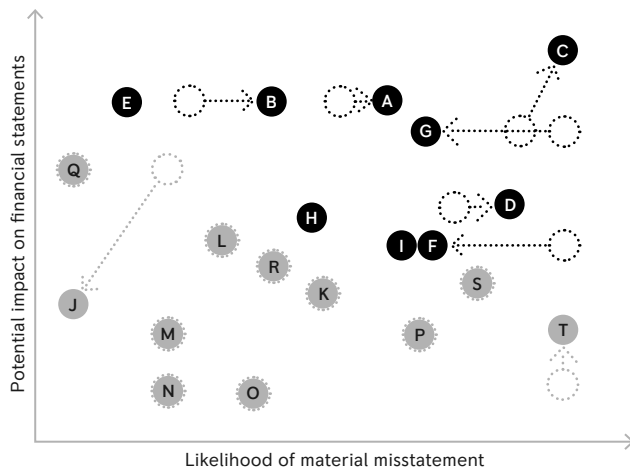 Potential impact on financial statements
C
E
B
A
G
Q
D
H
L
I
F
R
S
K
J
T
M
P
N
O
Likelihood of material misstatement